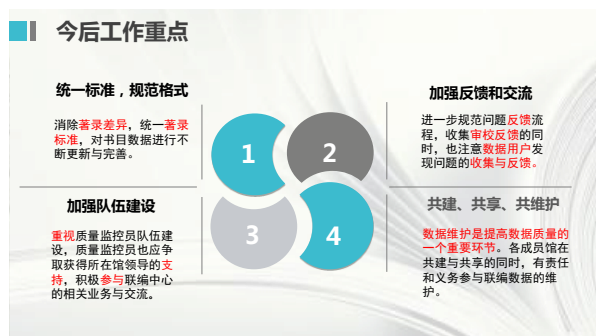 今后工作重点
统一标准，规范格式
消除著录差异，统一著录
标准，对书目数据进行不
断更新与完善。
1
2
加强反馈和交流
进一步规范问题反馈流
程，收集审校反馈的同
时，也注意数据用户发
现问题的收集与反馈。
加强队伍建设
重视质量监控员队伍建
设，质量监控员也应争
取获得所在馆领导的支
持，积极参与联编中心
的相关业务与交流。
3
4
共建、共享、共维护
数据维护是提高数据质量的
一个重要环节。各成员馆在
共建与共享的同时，有责任
和义务参与联编数据的维
护。